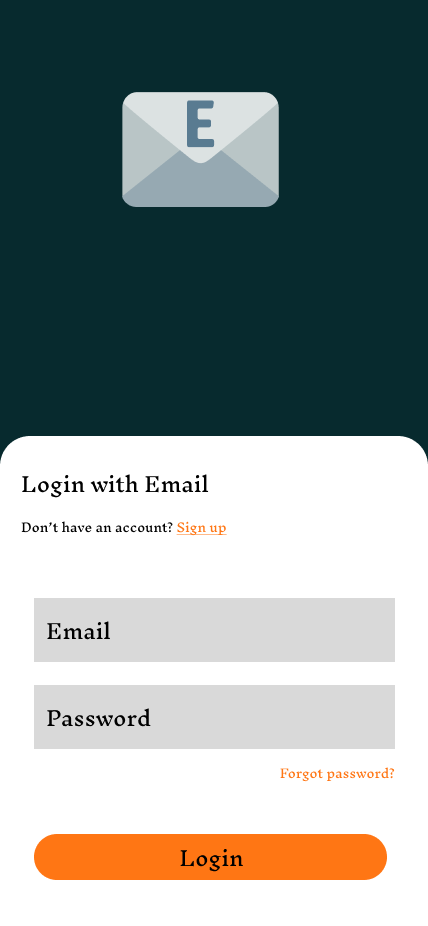 E
Login with Email
Don't have an account? Sign up
Email
Password
Forgot password?
Login